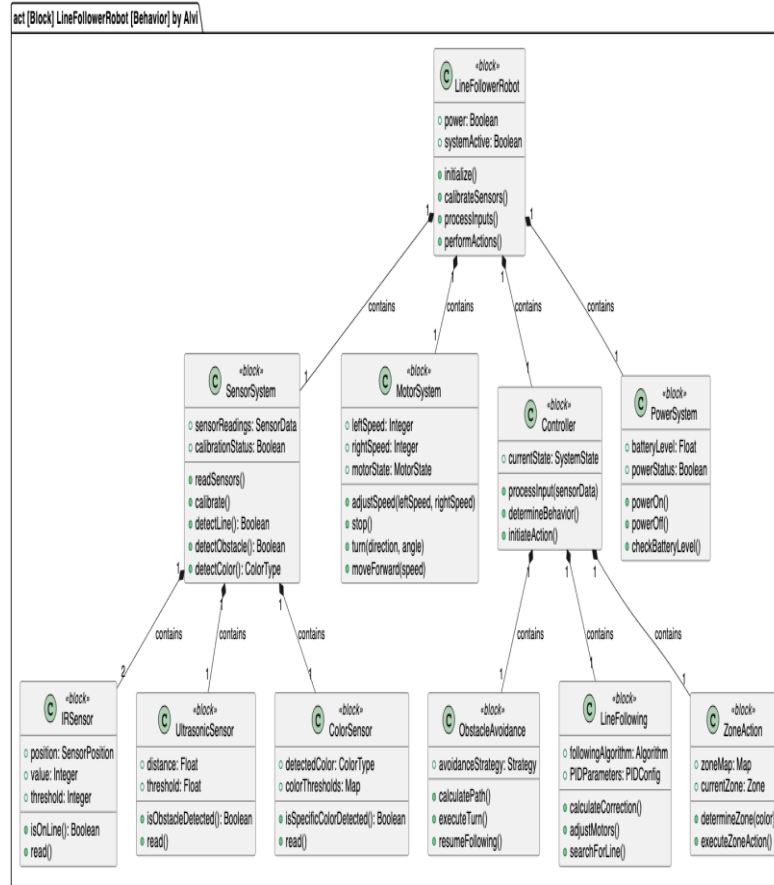 act [Block] LineFollowerRobot [Behavior] by Alvi
C
«block»
LineFollowerRobot
power: Boolean
systemActive: Boolean
initialize()
calibrateSensors()
processInputs()
performActions()
1
1
1
1
contains
contains
contains
contains
1
1
1
1
C
«block»
SensorSystem
sensorReadings: SensorData
calibrationStatus: Boolean
readSensors()
calibrate()
detectLine(): Boolean
detectObstacle(): Boolean
detectColor(): ColorType
C
«block»
MotorSystem
leftSpeed: Integer
rightSpeed: Integer
motorState: MotorState
adjustSpeed(leftSpeed, rightSpeed)
stop()
turn(direction, angle)
moveForward(speed)
C
«block»
Controller
currentState: SystemState
processInput(sensorData)
determineBehavior()
initiateAction()
C
«block»
PowerSystem
batteryLevel: Float
powerStatus: Boolean
powerOn()
powerOff()
checkBatteryLevel()
1
1
1
1
1
1
contains
contains
contains
contains
contains
contains
2
1
1
1
1
1
C
«block»
IRSensor
position: SensorPosition
value: Integer
threshold: Integer
isOnLine(): Boolean
read()
C
«block»
UltrasonicSensor
distance: Float
threshold: Float
isObstacleDetected(): Boolean
read()
C
«block»
ColorSensor
detectedColor: ColorType
colorThresholds: Map
isSpecificColorDetected(): Boolean
read()
C
«block»
ObstacleAvoidance
avoidanceStrategy: Strategy
calculatePath()
executeTurn()
resumeFollowing()
C
«block»
LineFollowing
followingAlgorithm: Algorithm
PIDParameters: PIDConfig
calculateCorrection()
adjustMotors()
searchForLine()
C
«block»
ZoneAction
zoneMap: Map
currentZone: Zone
determineZone(color)
executeZoneAction()